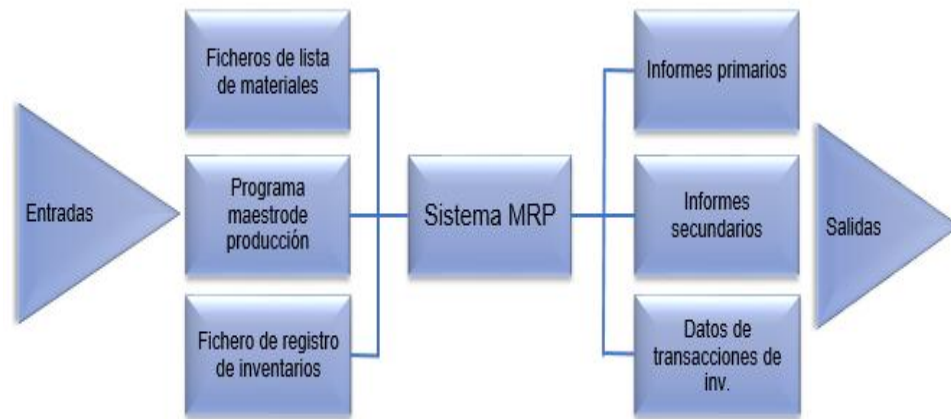 Entradas
Ficheros de lista
de materiales
Programa
maestrode
producción
Fichero de registro
de inventarios
Sistema MRP
Informes primarios
Informes
secundarios
Datos de
transacciones de
inv.
Salidas